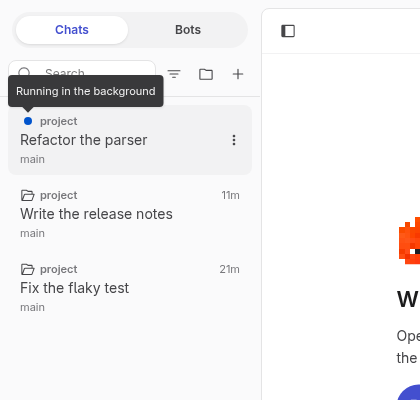 Chats
Bots
Search
Running in the background
project
Refactor the parser
main
project
11m
Write the release notes
main
project
21m
Fix the flaky test
main
Ope
the